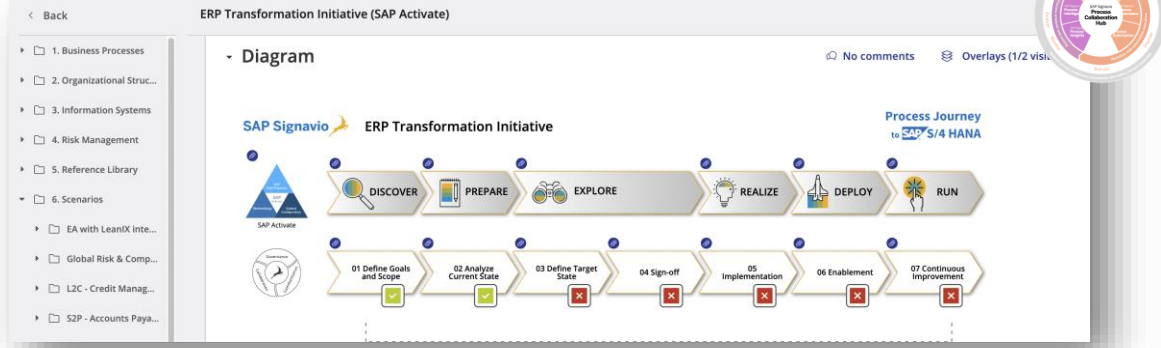 Back
ERP Transformation Initiative (SAP Activate)
1. Business Processes
2. Organizational Struc...
3. Information Systems
4. Risk Management
5. Reference Library
6. Scenarios
EA with LeanIX inte...
Global Risk & Comp...
L2C - Credit Manag...
S2P - Accounts Paya...
Diagram
No comments
Overlays (1/2 visi
SAP Signavio
Process
Collaboration
Hub
SAP Signavio
ERP Transformation Initiative
Process Journey
to SAP S/4 HANA
SAP Activate
DISCOVER
PREPARE
EXPLORE
REALIZE
DEPLOY
RUN
01 Define Goals
and Scope
02 Analyze
Current State
03 Define Target
State
04 Sign-off
05
Implementation
06 Enablement
07 Continuous
Improvement